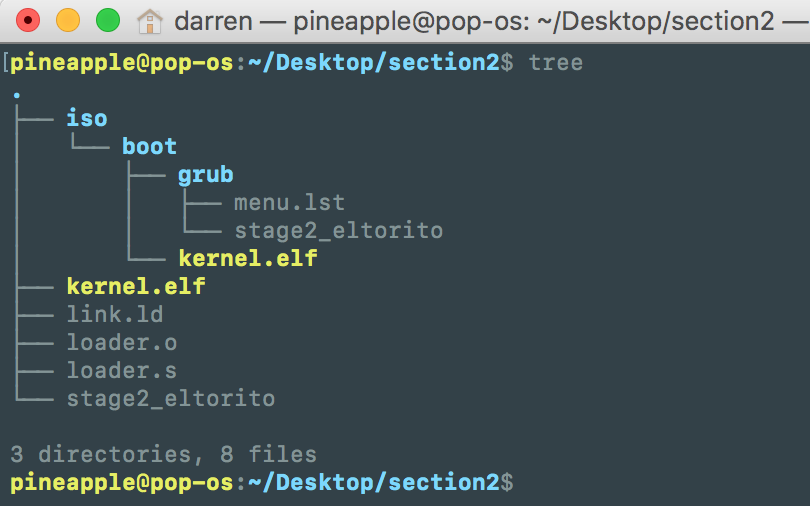 darren — pineapple@pop-os: ~/Desktop/section2 —
[pineapple@pop-os:~/Desktop/section2$ tree
.
├── iso
│   └── boot
│       ├── grub
│       │   ├── menu.lst
│       │   └── stage2_eltorito
│       └── kernel.elf
├── kernel.elf
├── link.ld
├── loader.o
├── loader.s
└── stage2_eltorito
3 directories, 8 files
pineapple@pop-os:~/Desktop/section2$